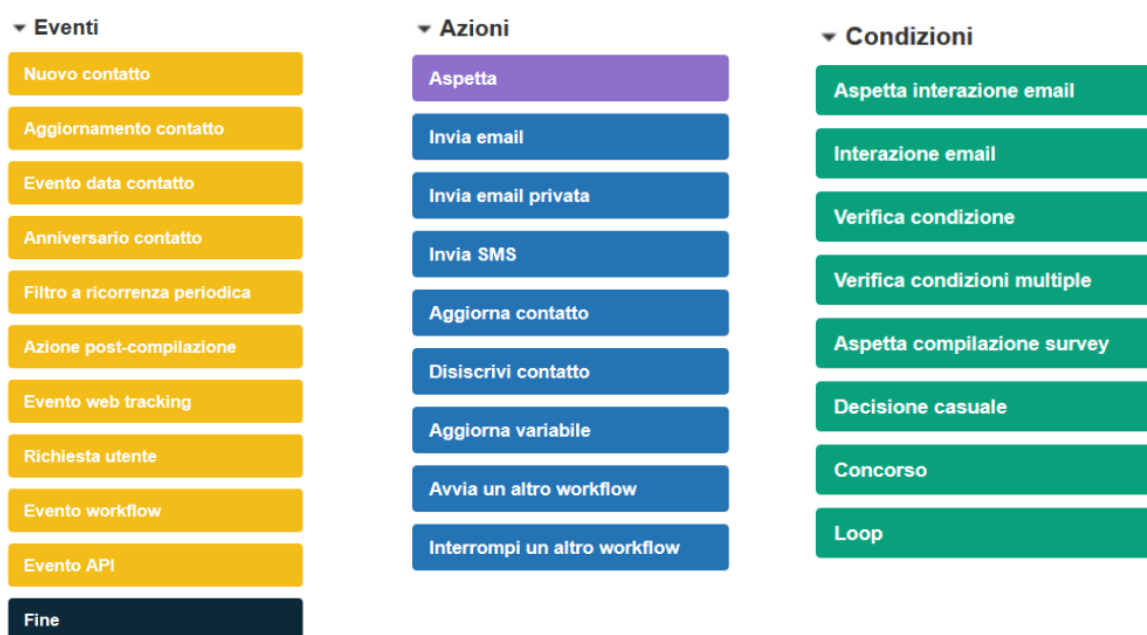 Eventi
Nuovo contatto
Aggiornamento contatto
Evento data contatto
Anniversario contatto
Filtro a ricorrenza periodica
Azione post-compilazione
Evento web tracking
Richiesta utente
Evento workflow
Evento API
Fine
Azioni
Aspetta
Invia email
Invia email privata
Invia SMS
Aggiorna contatto
Disiscrivi contatto
Aggiorna variabile
Avvia un altro workflow
Interrompi un altro workflow
Condizioni
Aspetta interazione email
Interazione email
Verifica condizione
Verifica condizioni multiple
Aspetta compilazione survey
Decisione casuale
Concorso
Loop